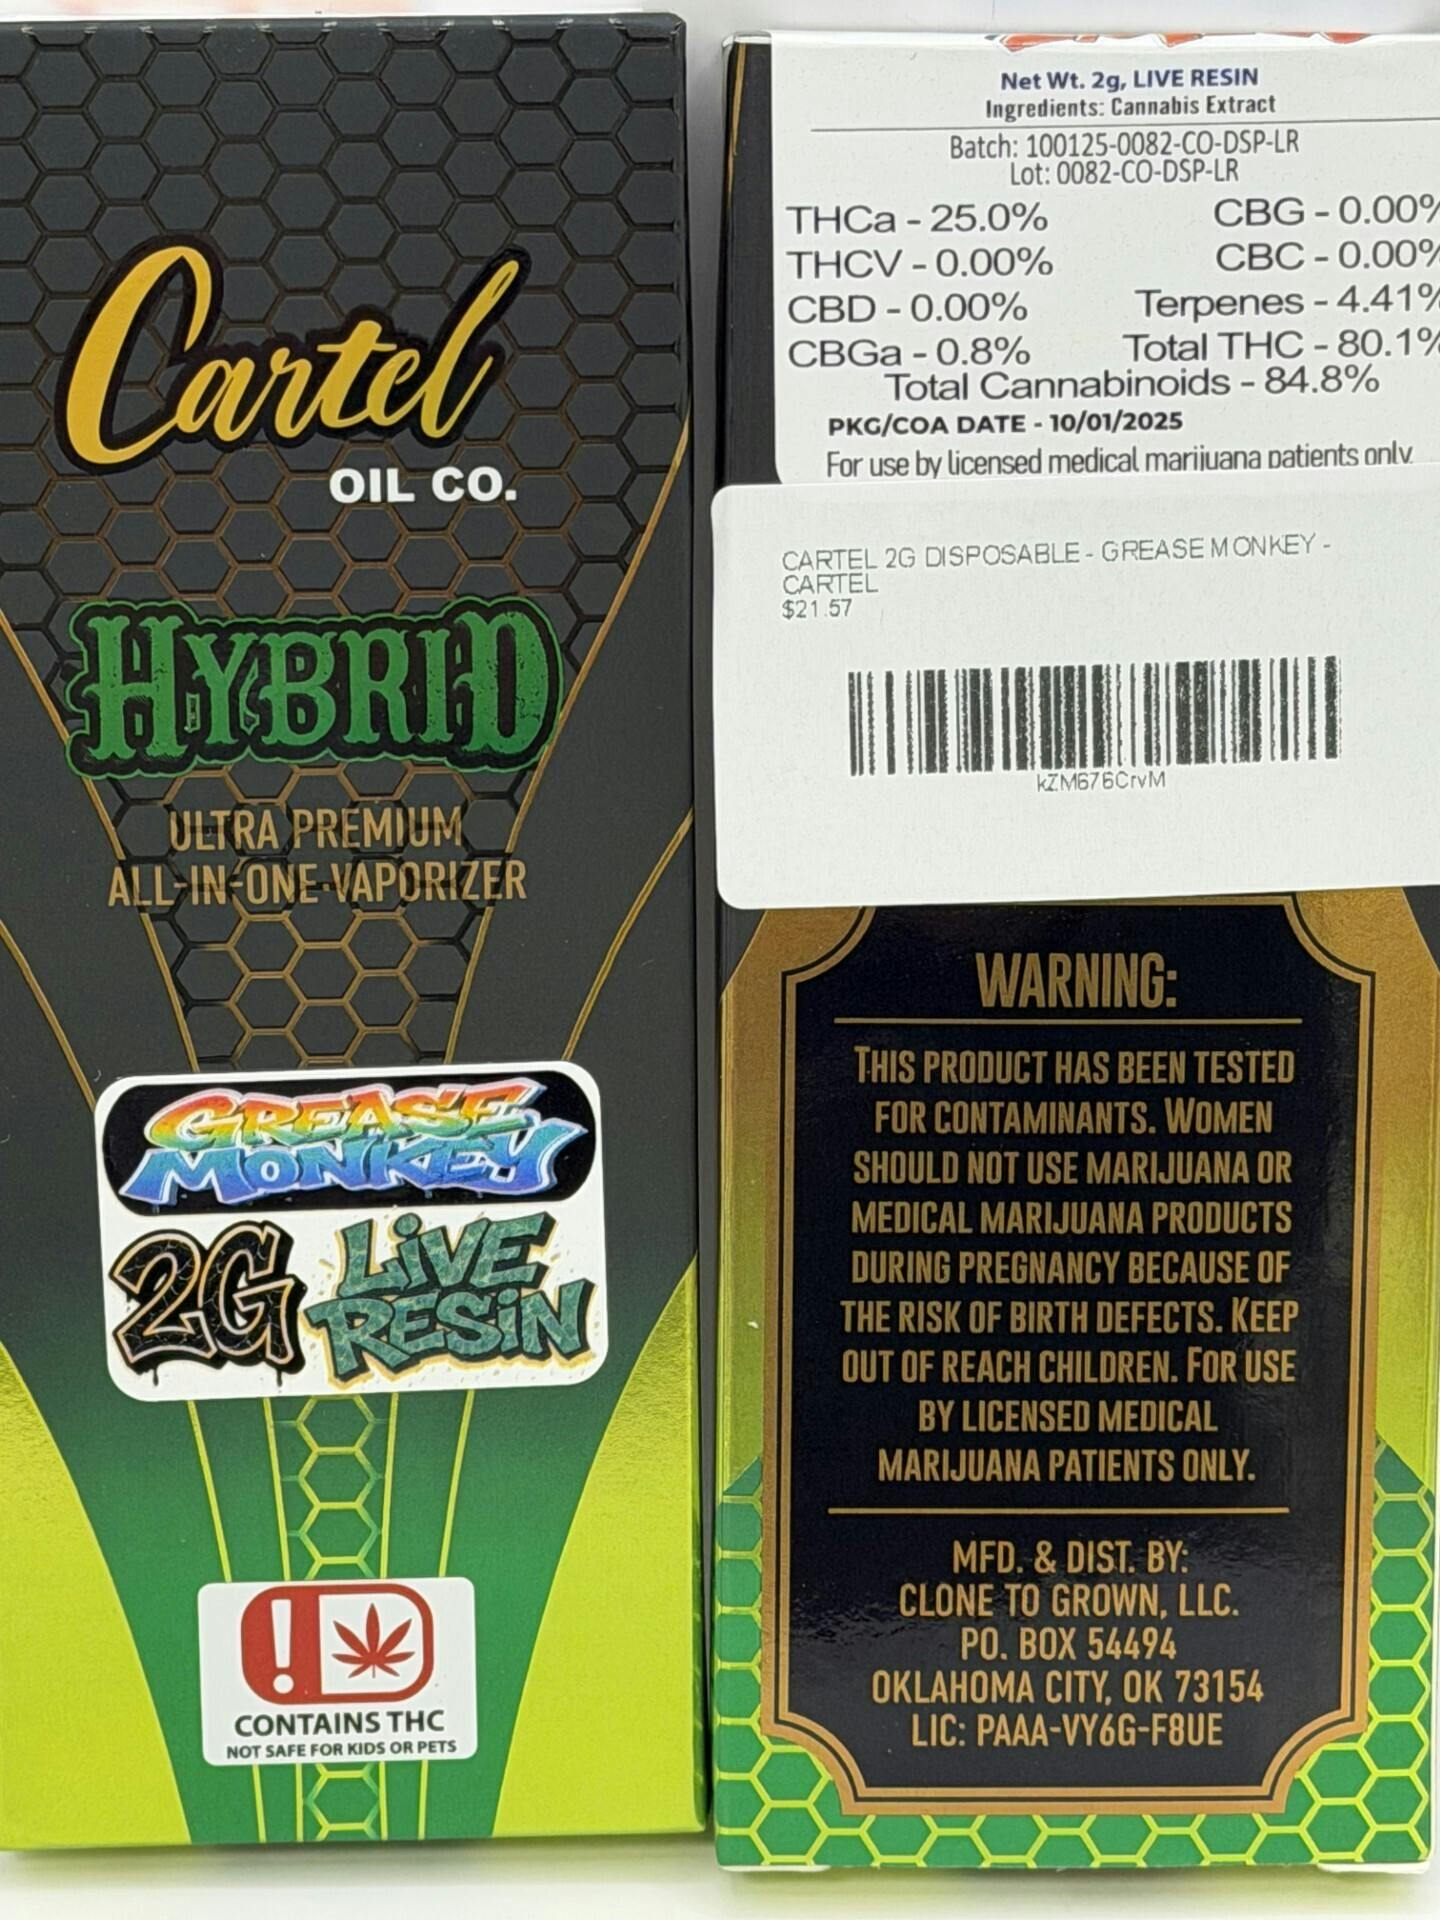 Cartel
OIL CO.
HYBRID
ULTRA PREMIUM
ALL-IN-ONE-VAPORIZER
GREASE
MONKEY
2G LIVE
RESIN
CONTAINS THC
NOT SAFE FOR KIDS OR PETS
Net Wt. 2g, LIVE RESIN
Ingredients: Cannabis Extract
Batch: 100125-0082-CO-DSP-LR
Lot: 0082-CO-DSP-LR
THCa - 25.0% CBG - 0.00%
THCV - 0.00% CBC - 0.00%
CBD - 0.00% Terpenes - 4.41%
CBGa - 0.8% Total THC - 80.1%
Total Cannabinoids - 84.8%
PKG/COA DATE - 10/01/2025
For use by licensed medical marijuana patients only.
CARTEL 2G DISPOSABLE - GREASE MONKEY -
CARTEL
$21.57
kZM676CrvM
WARNING:
THIS PRODUCT HAS BEEN TESTED
FOR CONTAMINANTS. WOMEN
SHOULD NOT USE MARIJUANA OR
MEDICAL MARIJUANA PRODUCTS
DURING PREGNANCY BECAUSE OF
THE RISK OF BIRTH DEFECTS. KEEP
OUT OF REACH CHILDREN. FOR USE
BY LICENSED MEDICAL
MARIJUANA PATIENTS ONLY.
MFD. & DIST. BY:
CLONE TO GROWN, LLC.
PO. BOX 54494
OKLAHOMA CITY, OK 73154
LIC: PAAA-VY6G-F8UE